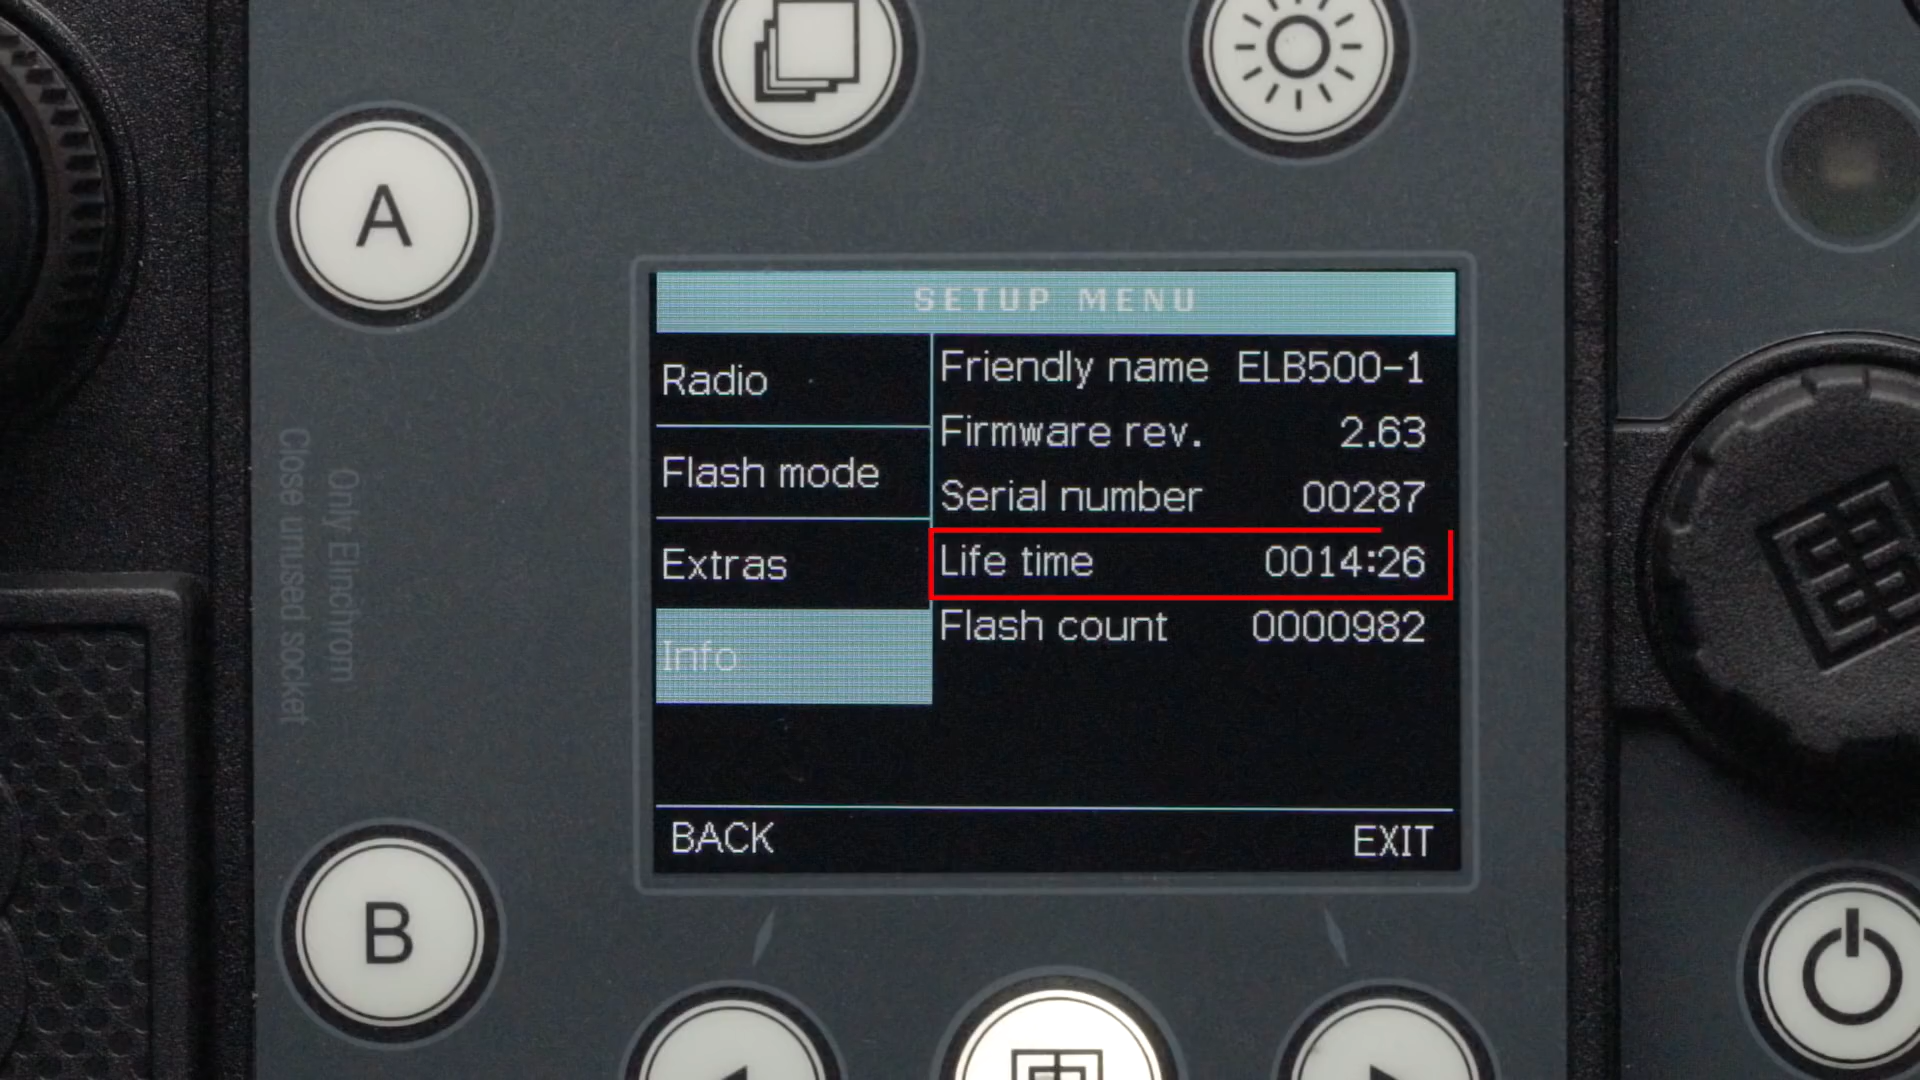 A
SETUP MENU
Radio
Flash mode
Extras
Info
Friendly name ELB500-1
Firmware rev. 2.63
Serial number 00287
Life time 0014:26
Flash count 0000982
BACK
EXIT
Only Elinchrom
Close unused socket
B